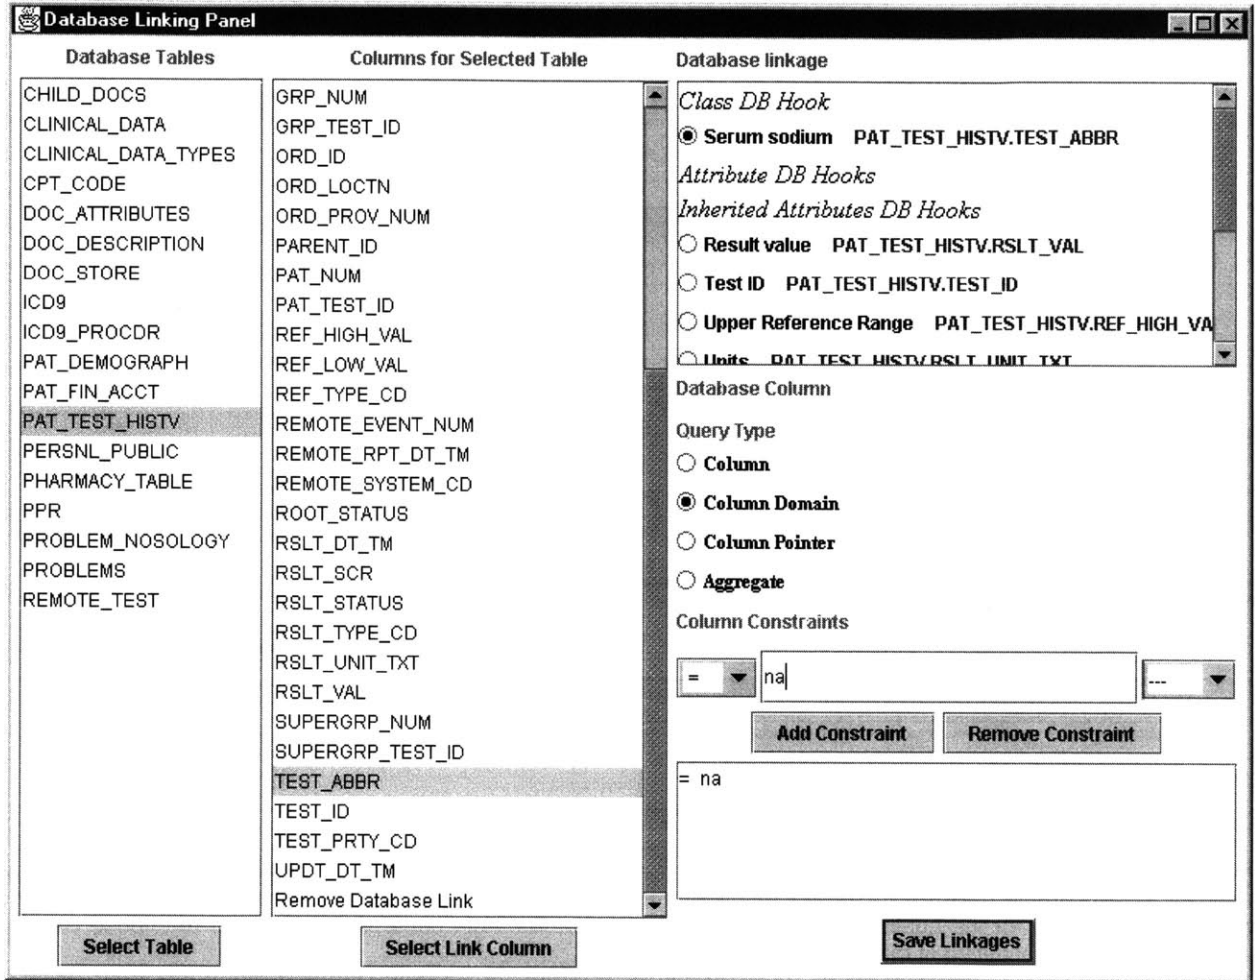 Database Linking Panel
Database Tables
CHILD_DOCS
CLINICAL_DATA
CLINICAL_DATA_TYPES
CPT_CODE
DOC_ATTRIBUTES
DOC_DESCRIPTION
DOC_STORE
ICD9
ICD9_PROCDR
PAT_DEMOGRAPH
PAT_FIN_ACCT
PAT_TEST_HISTV
PERSNL_PUBLIC
PHARMACY_TABLE
PPR
PROBLEM_NOSOLOGY
PROBLEMS
REMOTE_TEST
Select Table
Columns for Selected Table
GRP_NUM
GRP_TEST_ID
ORD_ID
ORD_LOCTN
ORD_PROV_NUM
PARENT_ID
PAT_NUM
PAT_TEST_ID
REF_HIGH_VAL
REF_LOW_VAL
REF_TYPE_CD
REMOTE_EVENT_NUM
REMOTE_RPT_DT_TM
REMOTE_SYSTEM_CD
ROOT_STATUS
RSLT_DT_TM
RSLT_SCR
RSLT_STATUS
RSLT_TYPE_CD
RSLT_UNIT_TXT
RSLT_VAL
SUPERGRP_NUM
SUPERGRP_TEST_ID
TEST_ABBR
TEST_ID
TEST_PRTY_CD
UPDT_DT_TM
Remove Database Link
Select Link Column
Database linkage
Class DB Hook
Serum sodium PAT_TEST_HISTV.TEST_ABBR
Attribute DB Hooks
Inherited Attributes DB Hooks
Result value PAT_TEST_HISTV.RSLT_VAL
Test ID PAT_TEST_HISTV.TEST_ID
Upper Reference Range PAT_TEST_HISTV.REF_HIGH_VA
Units PAT_TEST_HISTV.RSLT_UNIT_TXT
Database Column
Query Type
Column
Column Domain
Column Pointer
Aggregate
Column Constraints
= na ---
Add Constraint Remove Constraint
= na
Save Linkages